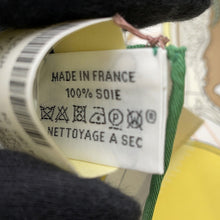 MADE IN FRANCE
100% SOIE
NETTOYAGE A SEC